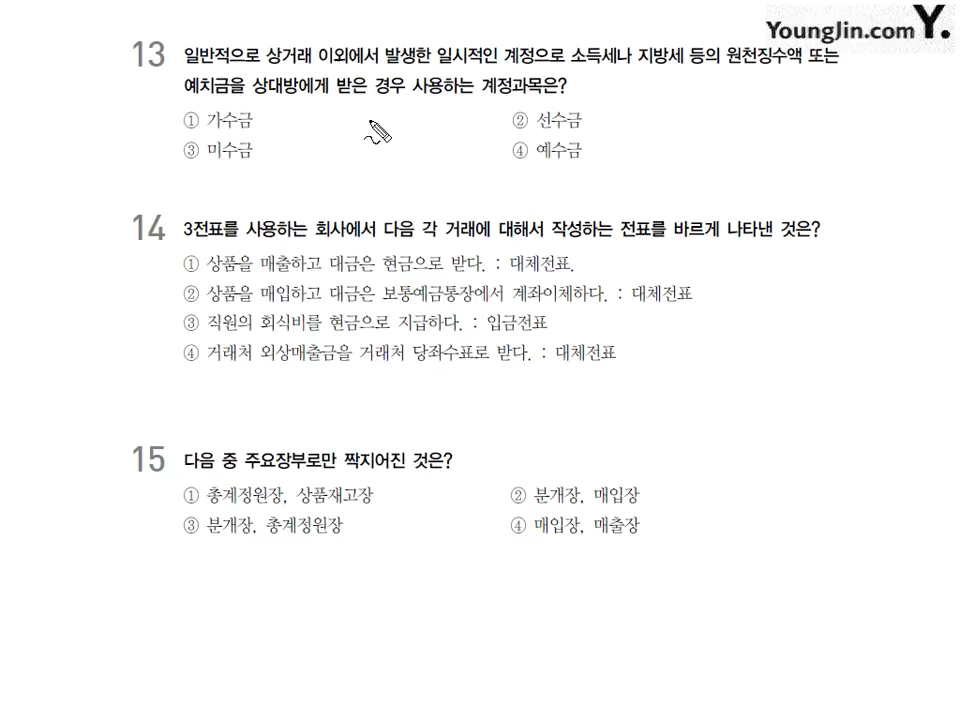 YoungJin.com Y.
13 일반적으로 상거래 이외에서 발생한 일시적인 계정으로 소득세나 지방세 등의 원천징수액 또는
예치금을 상대방에게 받은 경우 사용하는 계정과목은?
① 가수금 ② 선수금
③ 미수금 ④ 예수금
14 3전표를 사용하는 회사에서 다음 각 거래에 대해서 작성하는 전표를 바르게 나타낸 것은?
① 상품을 매출하고 대금은 현금으로 받다. : 대체전표.
② 상품을 매입하고 대금은 보통예금통장에서 계좌이체하다. : 대체전표
③ 직원의 회식비를 현금으로 지급하다. : 입금전표
④ 거래처 외상매출금을 거래처 당좌수표로 받다. : 대체전표
15 다음 중 주요장부로만 짝지어진 것은?
① 총계정원장, 상품재고장 ② 분개장, 매입장
③ 분개장, 총계정원장 ④ 매입장, 매출장